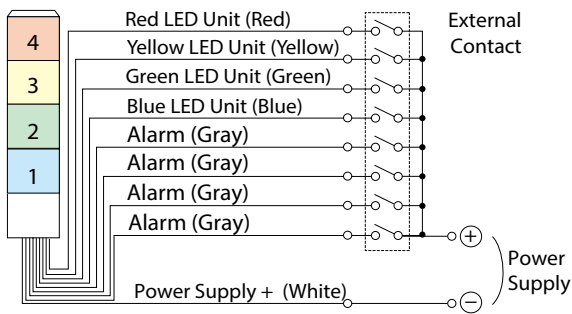 Red LED Unit (Red)
Yellow LED Unit (Yellow)
Green LED Unit (Green)
Blue LED Unit (Blue)
Alarm (Gray)
Alarm (Gray)
Alarm (Gray)
Alarm (Gray)
Power Supply + (White)
4
3
2
1
External
Contact
+
−
Power
Supply